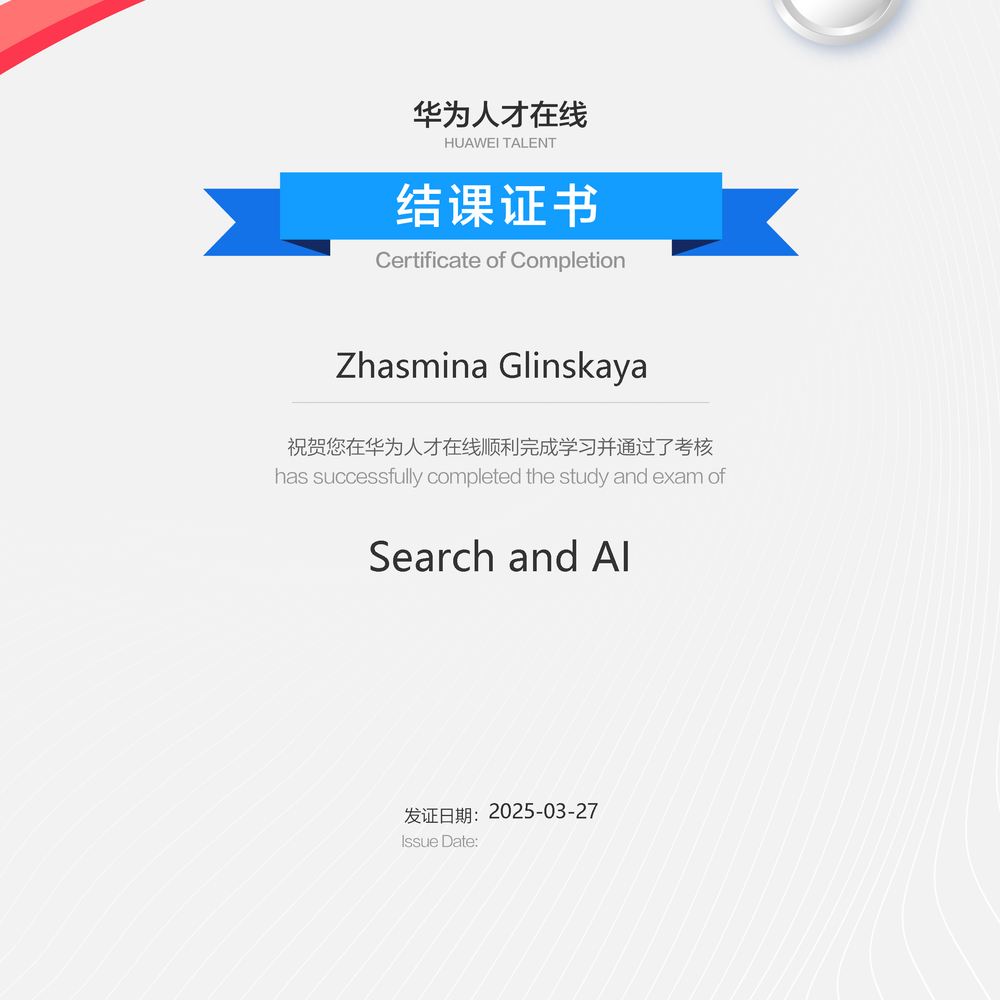 华为人才在线
HUAWEI TALENT
结课证书
Certificate of Completion
Zhasmina Glinskaya
祝贺您在华为人才在线顺利完成学习并通过了考核
has successfully completed the study and exam of
Search and AI
发证日期： 2025-03-27
Issue Date: